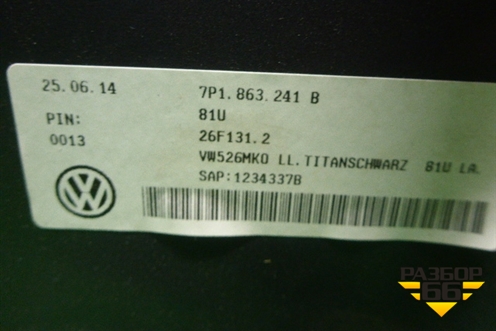 25.06.14 7P1.863.241 B
PIN: 81U
0013 26F131.2
VW526MKO LL.TITANSCHWARZ 81U LA.
SAP:1234337B
РАЗБОР
66